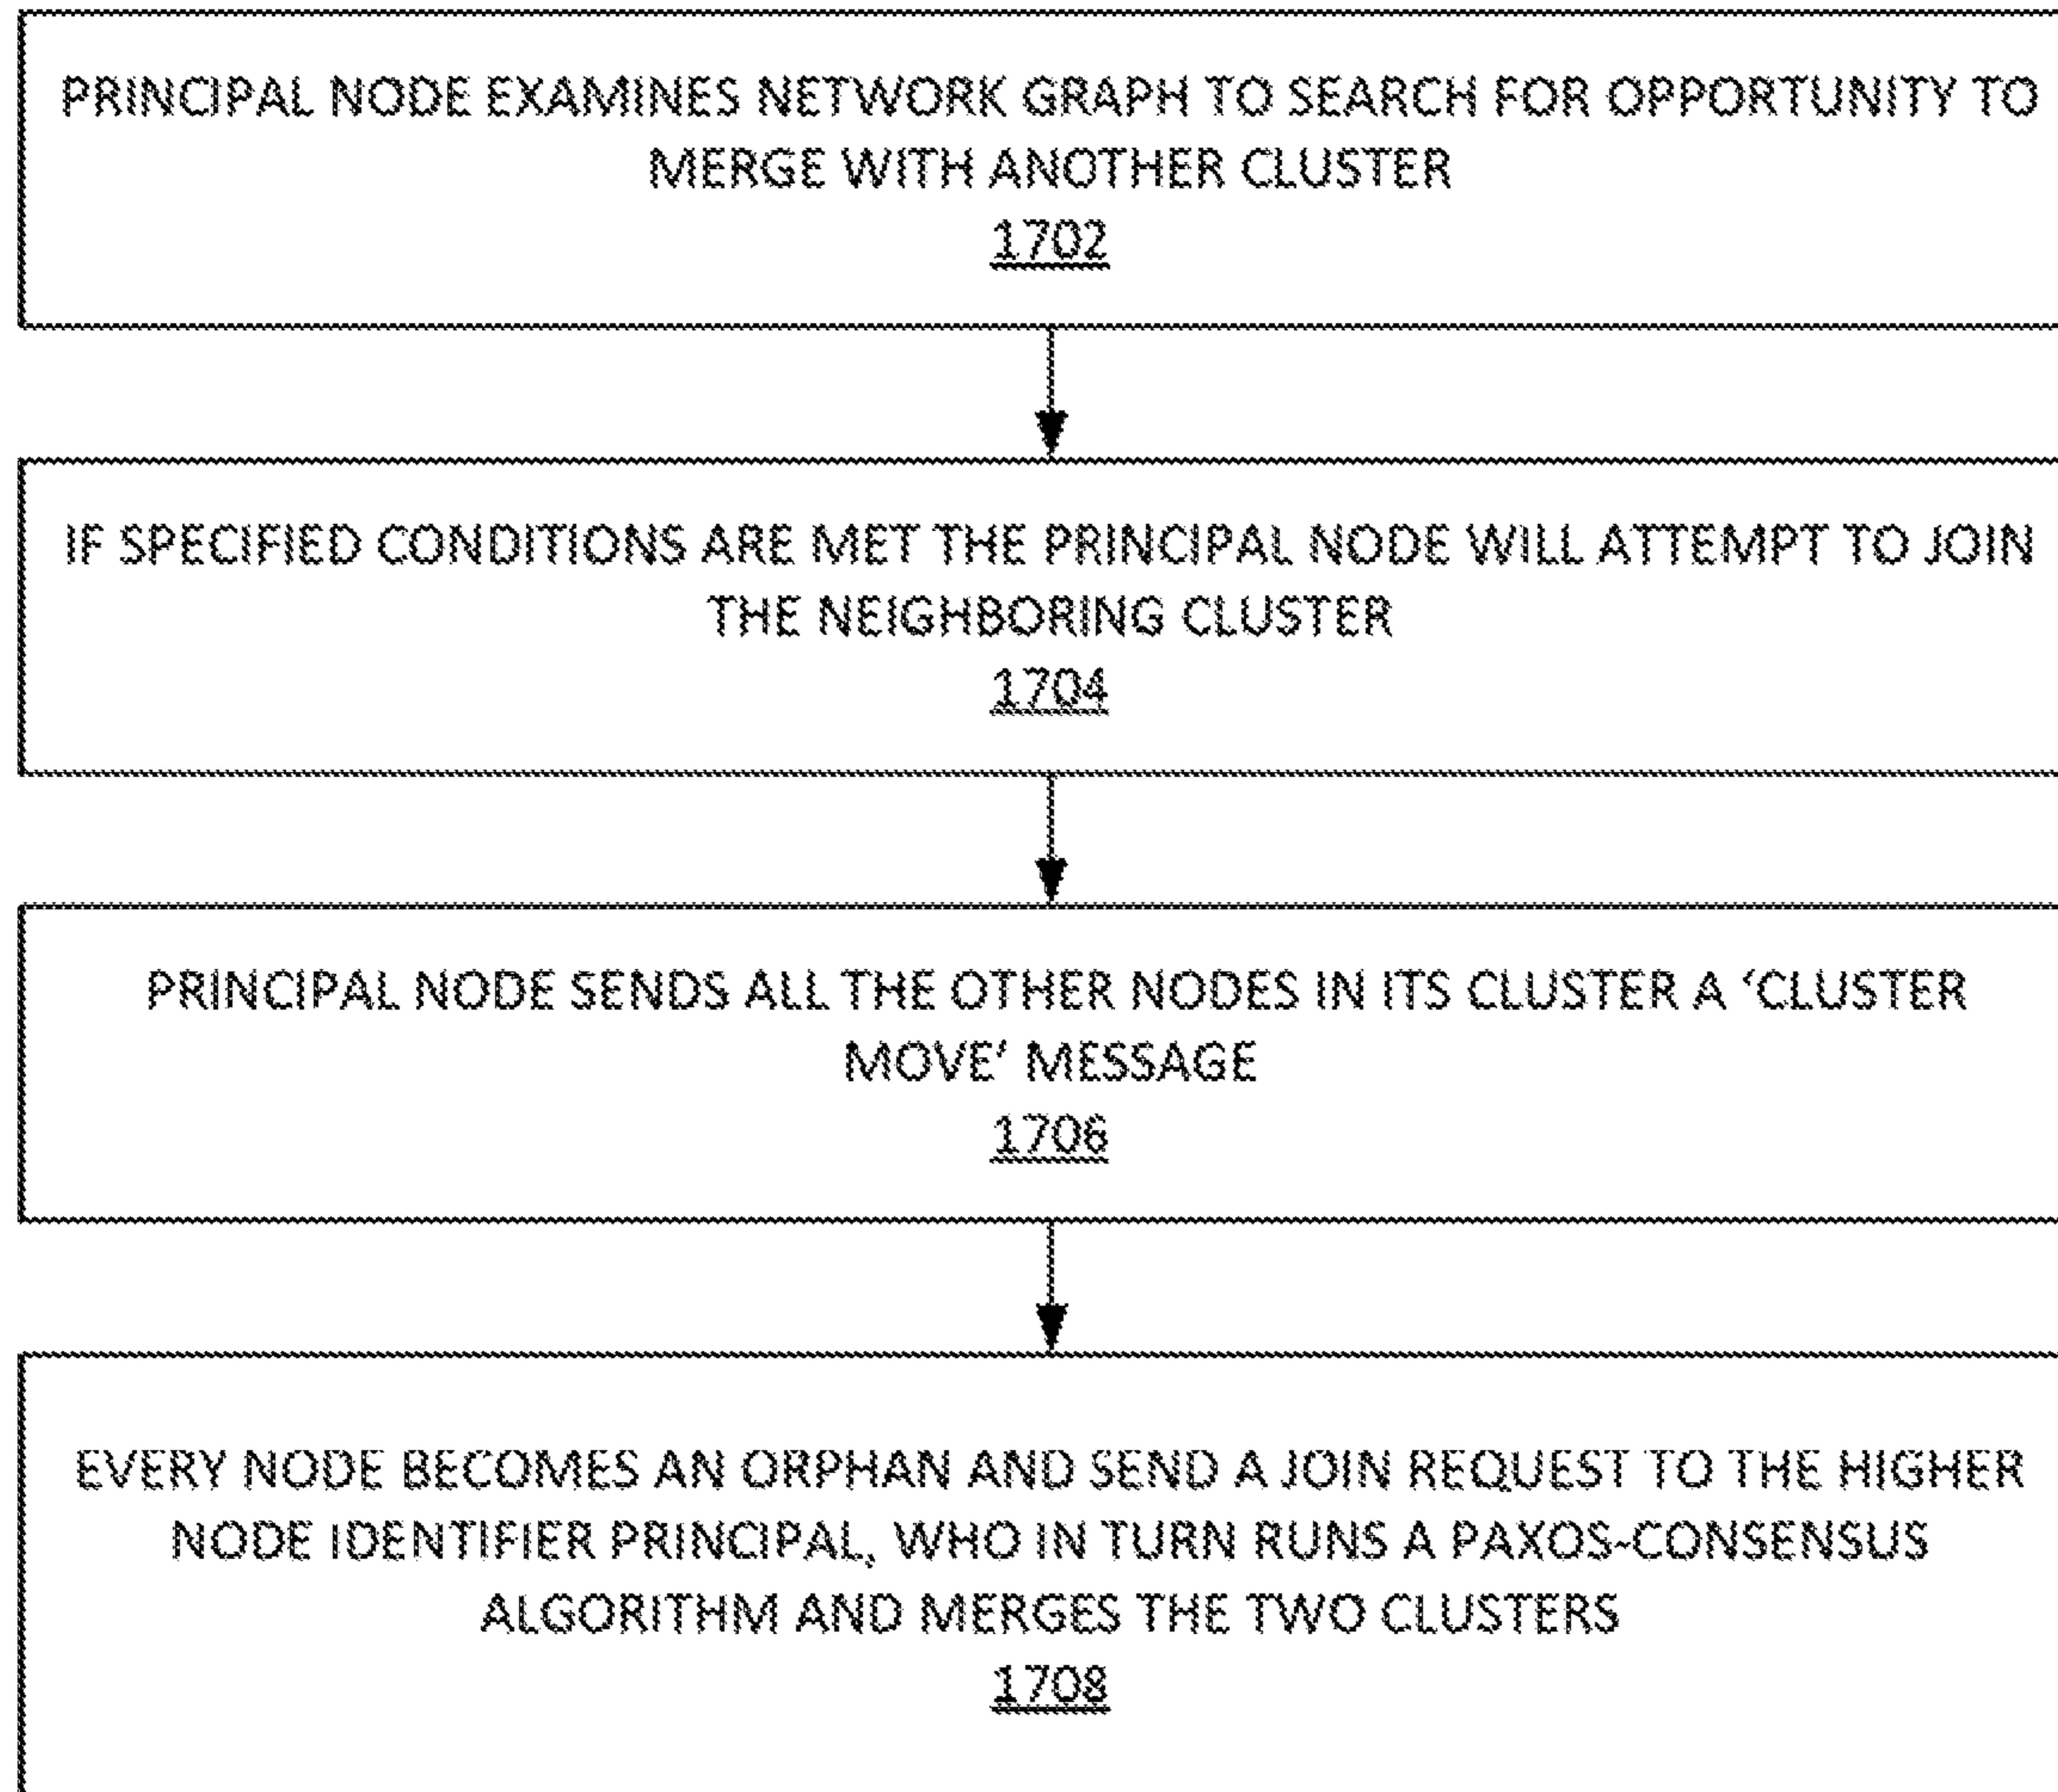 PRINCIPAL NODE EXAMINES NETWORK GRAPH TO SEARCH FOR OPPORTUNITY TO
MERGE WITH ANOTHER CLUSTER
1702
IF SPECIFIED CONDITIONS ARE MET THE PRINCIPAL NODE WILL ATTEMPT TO JOIN
THE NEIGHBORING CLUSTER
1704
PRINCIPAL NODE SENDS ALL THE OTHER NODES IN ITS CLUSTER A ‘CLUSTER
MOVE’ MESSAGE
1706
EVERY NODE BECOMES AN ORPHAN AND SEND A JOIN REQUEST TO THE HIGHER
NODE IDENTIFIER PRINCIPAL, WHO IN TURN RUNS A PAXOS-CONSENSUS
ALGORITHM AND MERGES THE TWO CLUSTERS
1708